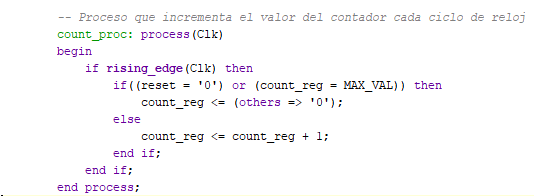 -- Proceso que incrementa el valor del contador cada ciclo de reloj
count_proc: process(Clk)
begin
    if rising_edge(Clk) then
        if((reset = '0') or (count_reg = MAX_VAL)) then
            count_reg <= (others => '0');
        else
            count_reg <= count_reg + 1;
        end if;
    end if;
end process;